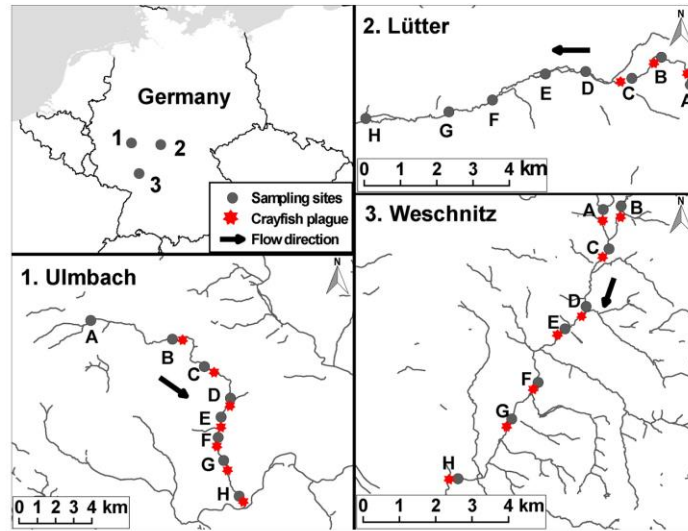 Germany
1
2
3
Sampling sites
Crayfish plague
Flow direction
2. Lütter
N
A
B
C
D
E
F
G
H
0 1 2 3 4 km
1. Ulmbach
N
A
B
C
D
E
F
G
H
0 1 2 3 4 km
3. Weschnitz
N
A
B
C
D
E
F
G
H
0 1 2 3 4 km